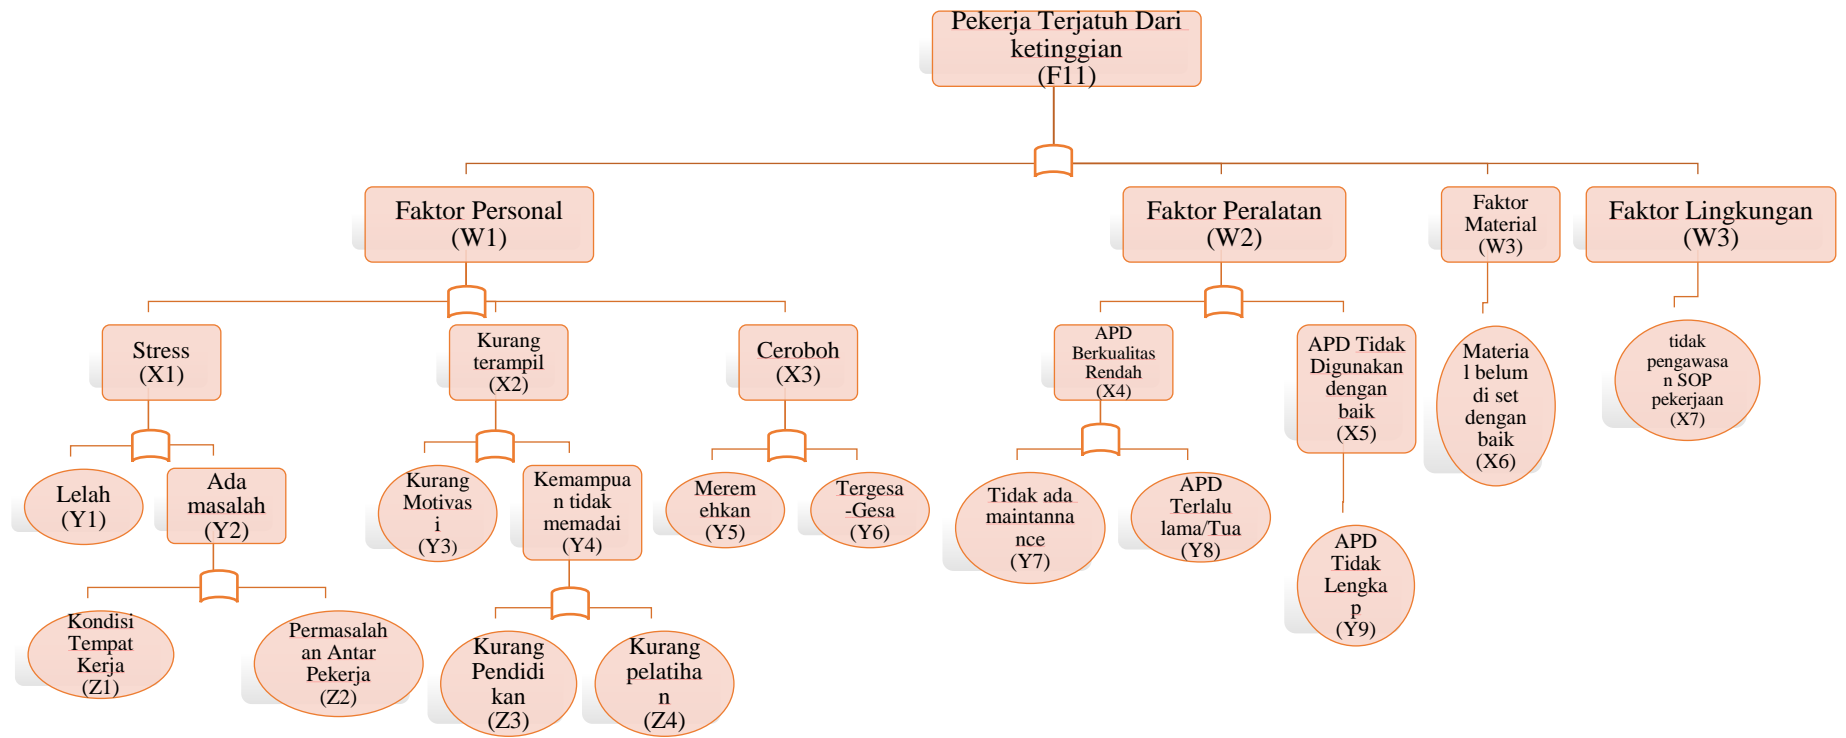 Pekerja Terjatuh Dari
ketinggian
(F11)
Faktor Personal
(W1)
Faktor Peralatan
(W2)
Faktor
Material
(W3)
Faktor Lingkungan
(W3)
Stress
(X1)
Kurang
terampil
(X2)
Ceroboh
(X3)
APD
Berkualitas
Rendah
(X4)
APD Tidak
Digunakan
dengan
baik
(X5)
Materia
l belum
di set
dengan
baik
(X6)
tidak
pengawasa
n SOP
pekerjaan
(X7)
Lelah
(Y1)
Ada
masalah
(Y2)
Kurang
Motivas
i
(Y3)
Kemampua
n tidak
memadai
(Y4)
Merem
ehkan
(Y5)
Tergesa
-Gesa
(Y6)
Tidak ada
maintanna
nce
(Y7)
APD
Terlalu
lama/Tua
(Y8)
APD
Tidak
Lengka
p
(Y9)
Kondisi
Tempat
Kerja
(Z1)
Permasalah
an Antar
Pekerja
(Z2)
Kurang
Pendidi
kan
(Z3)
Kurang
pelatiha
n
(Z4)